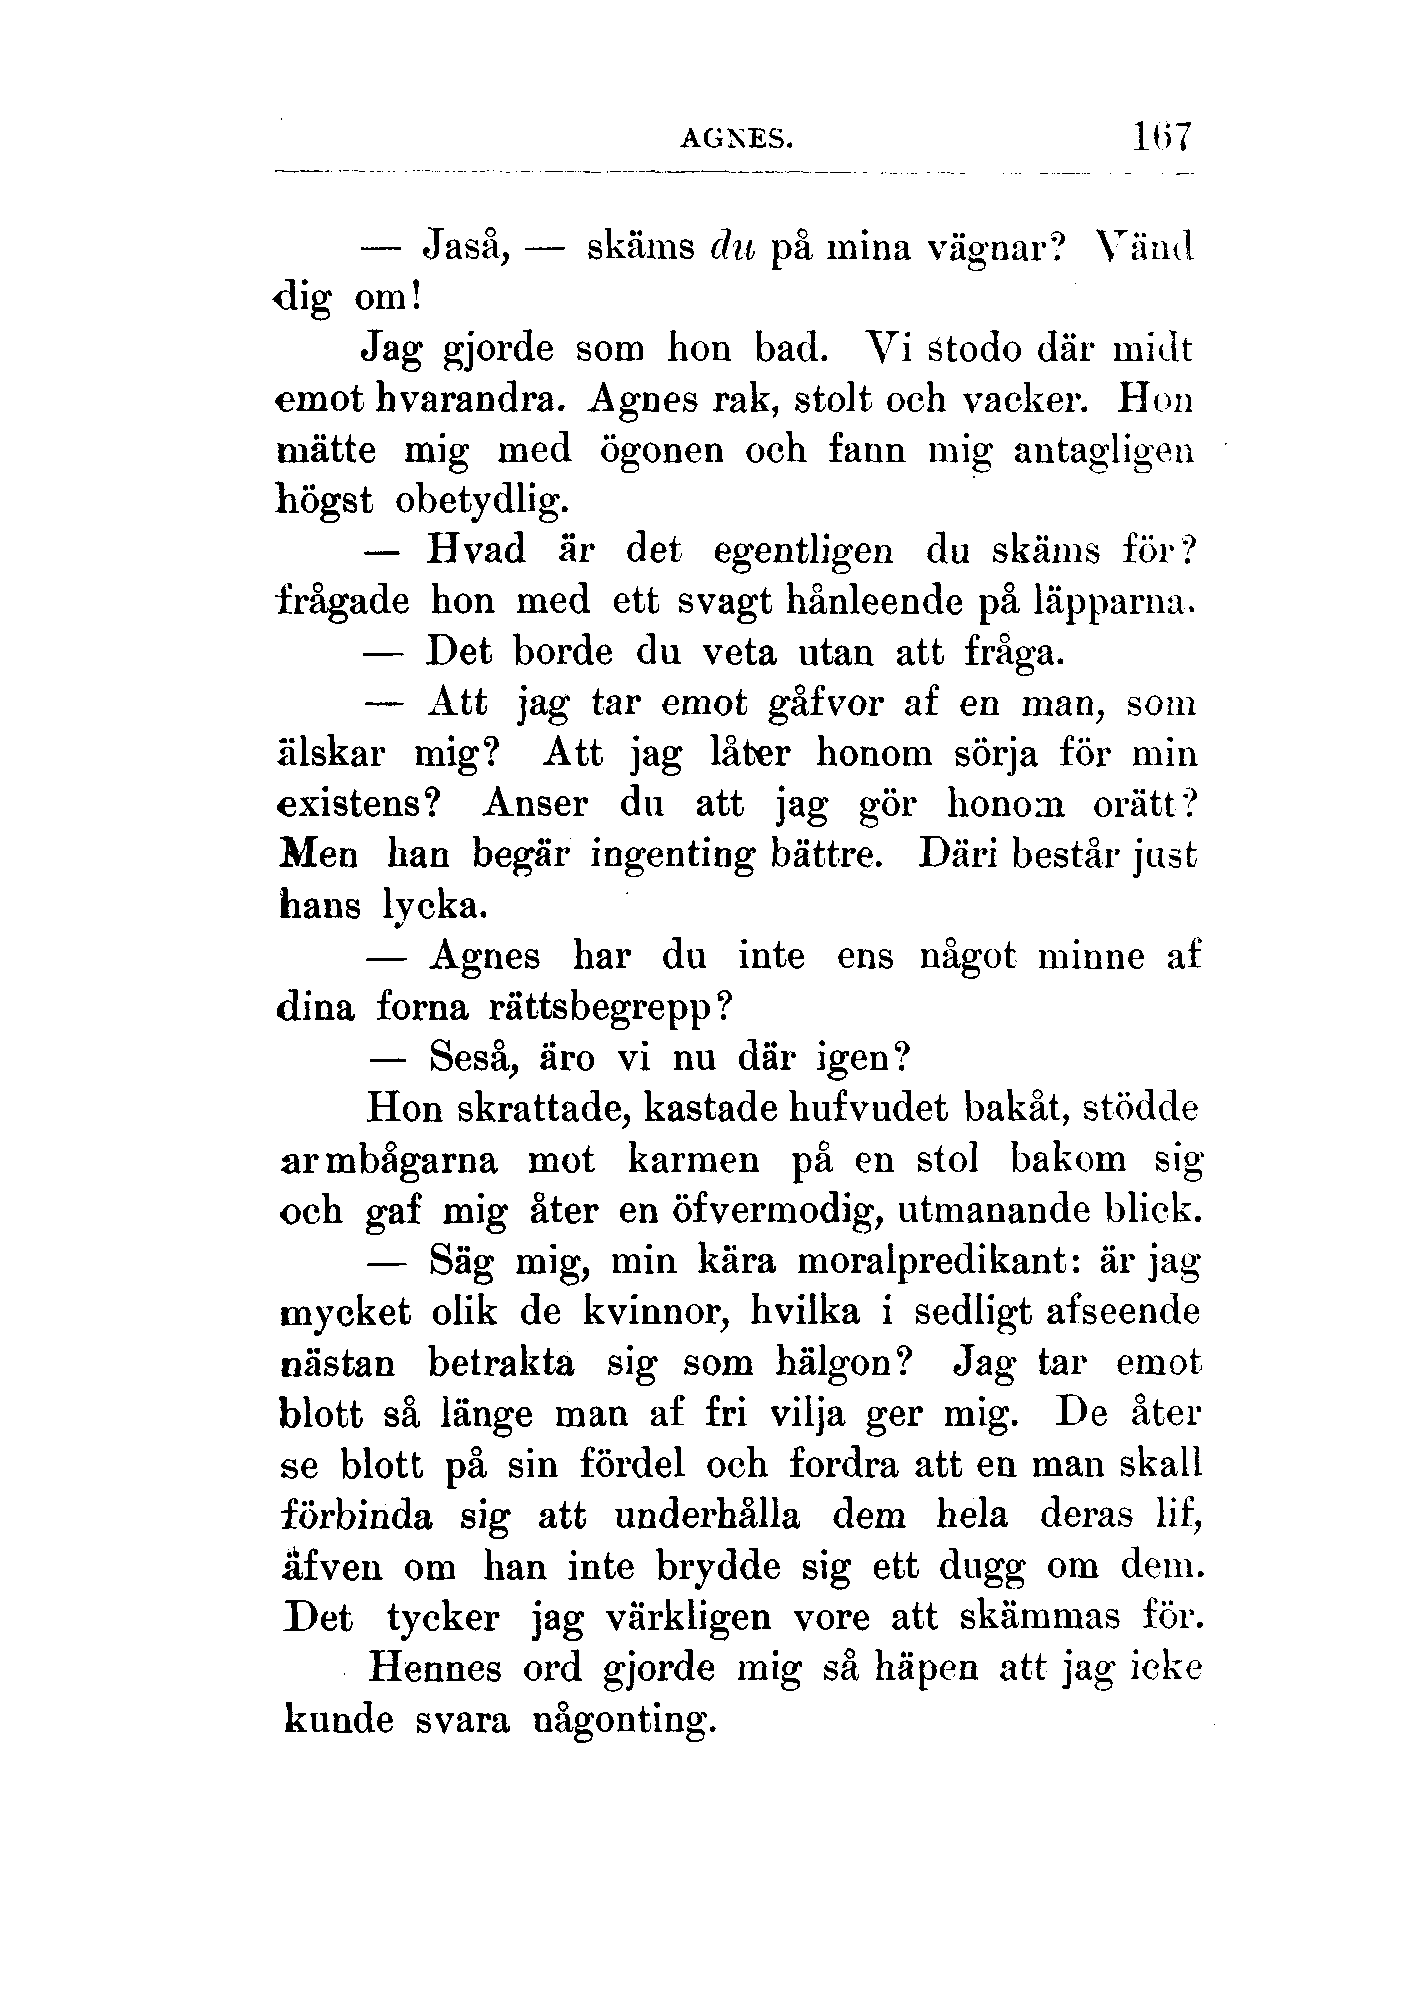 AGNES. 167
— Jaså, — skäms du på mina vägnar? Vänd
dig om!
Jag gjorde som hon bad. Vi stodo där midt
emot hvarandra. Agnes rak, stolt och vacker. Hon
mätte mig med ögonen och fann mig antagligen
högst obetydlig.
— Hvad är det egentligen du skäms för?
frågade hon med ett svagt hånleende på läpparna.
— Det borde du veta utan att fråga.
— Att jag tar emot gåfvor af en man, som
älskar mig? Att jag låter honom sörja för min
existens? Anser du att jag gör honom orätt?
Men han begär ingenting bättre. Däri består just
hans lycka.
— Agnes har du inte ens något minne af
dina forna rättsbegrepp?
— Seså, äro vi nu där igen?
Hon skrattade, kastade hufvudet bakåt, stödde
armbågarna mot karmen på en stol bakom sig
och gaf mig åter en öfvermodig, utmanande blick.
— Säg mig, min kära moralpredikant: är jag
mycket olik de kvinnor, hvilka i sedligt afseende
nästan betrakta sig som hälgon? Jag tar emot
blott så länge man af fri vilja ger mig. De åter
se blott på sin fördel och fordra att en man skall
förbinda sig att underhålla dem hela deras lif,
äfven om han inte brydde sig ett dugg om dem.
Det tycker jag värkligen vore att skämmas för.
Hennes ord gjorde mig så häpen att jag icke
kunde svara någonting.